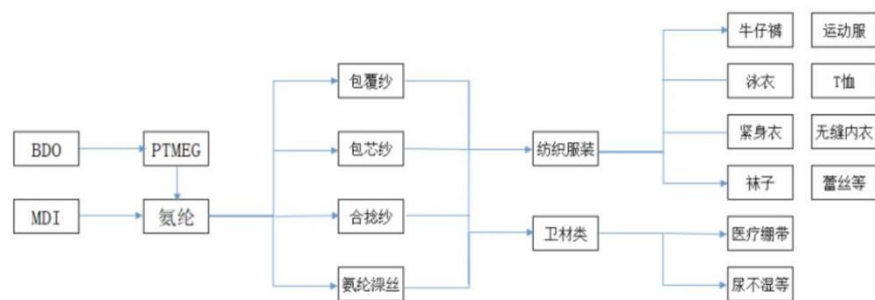 牛仔裤 运动服
包覆纱 泳衣 T恤
BDO PTMEG 包芯纱 纺织服装 紧身衣 无缝内衣
袜子 蕾丝等
MDI 氨纶 合捻纱 卫材类 医疗绷带
氨纶裸丝 尿不湿等